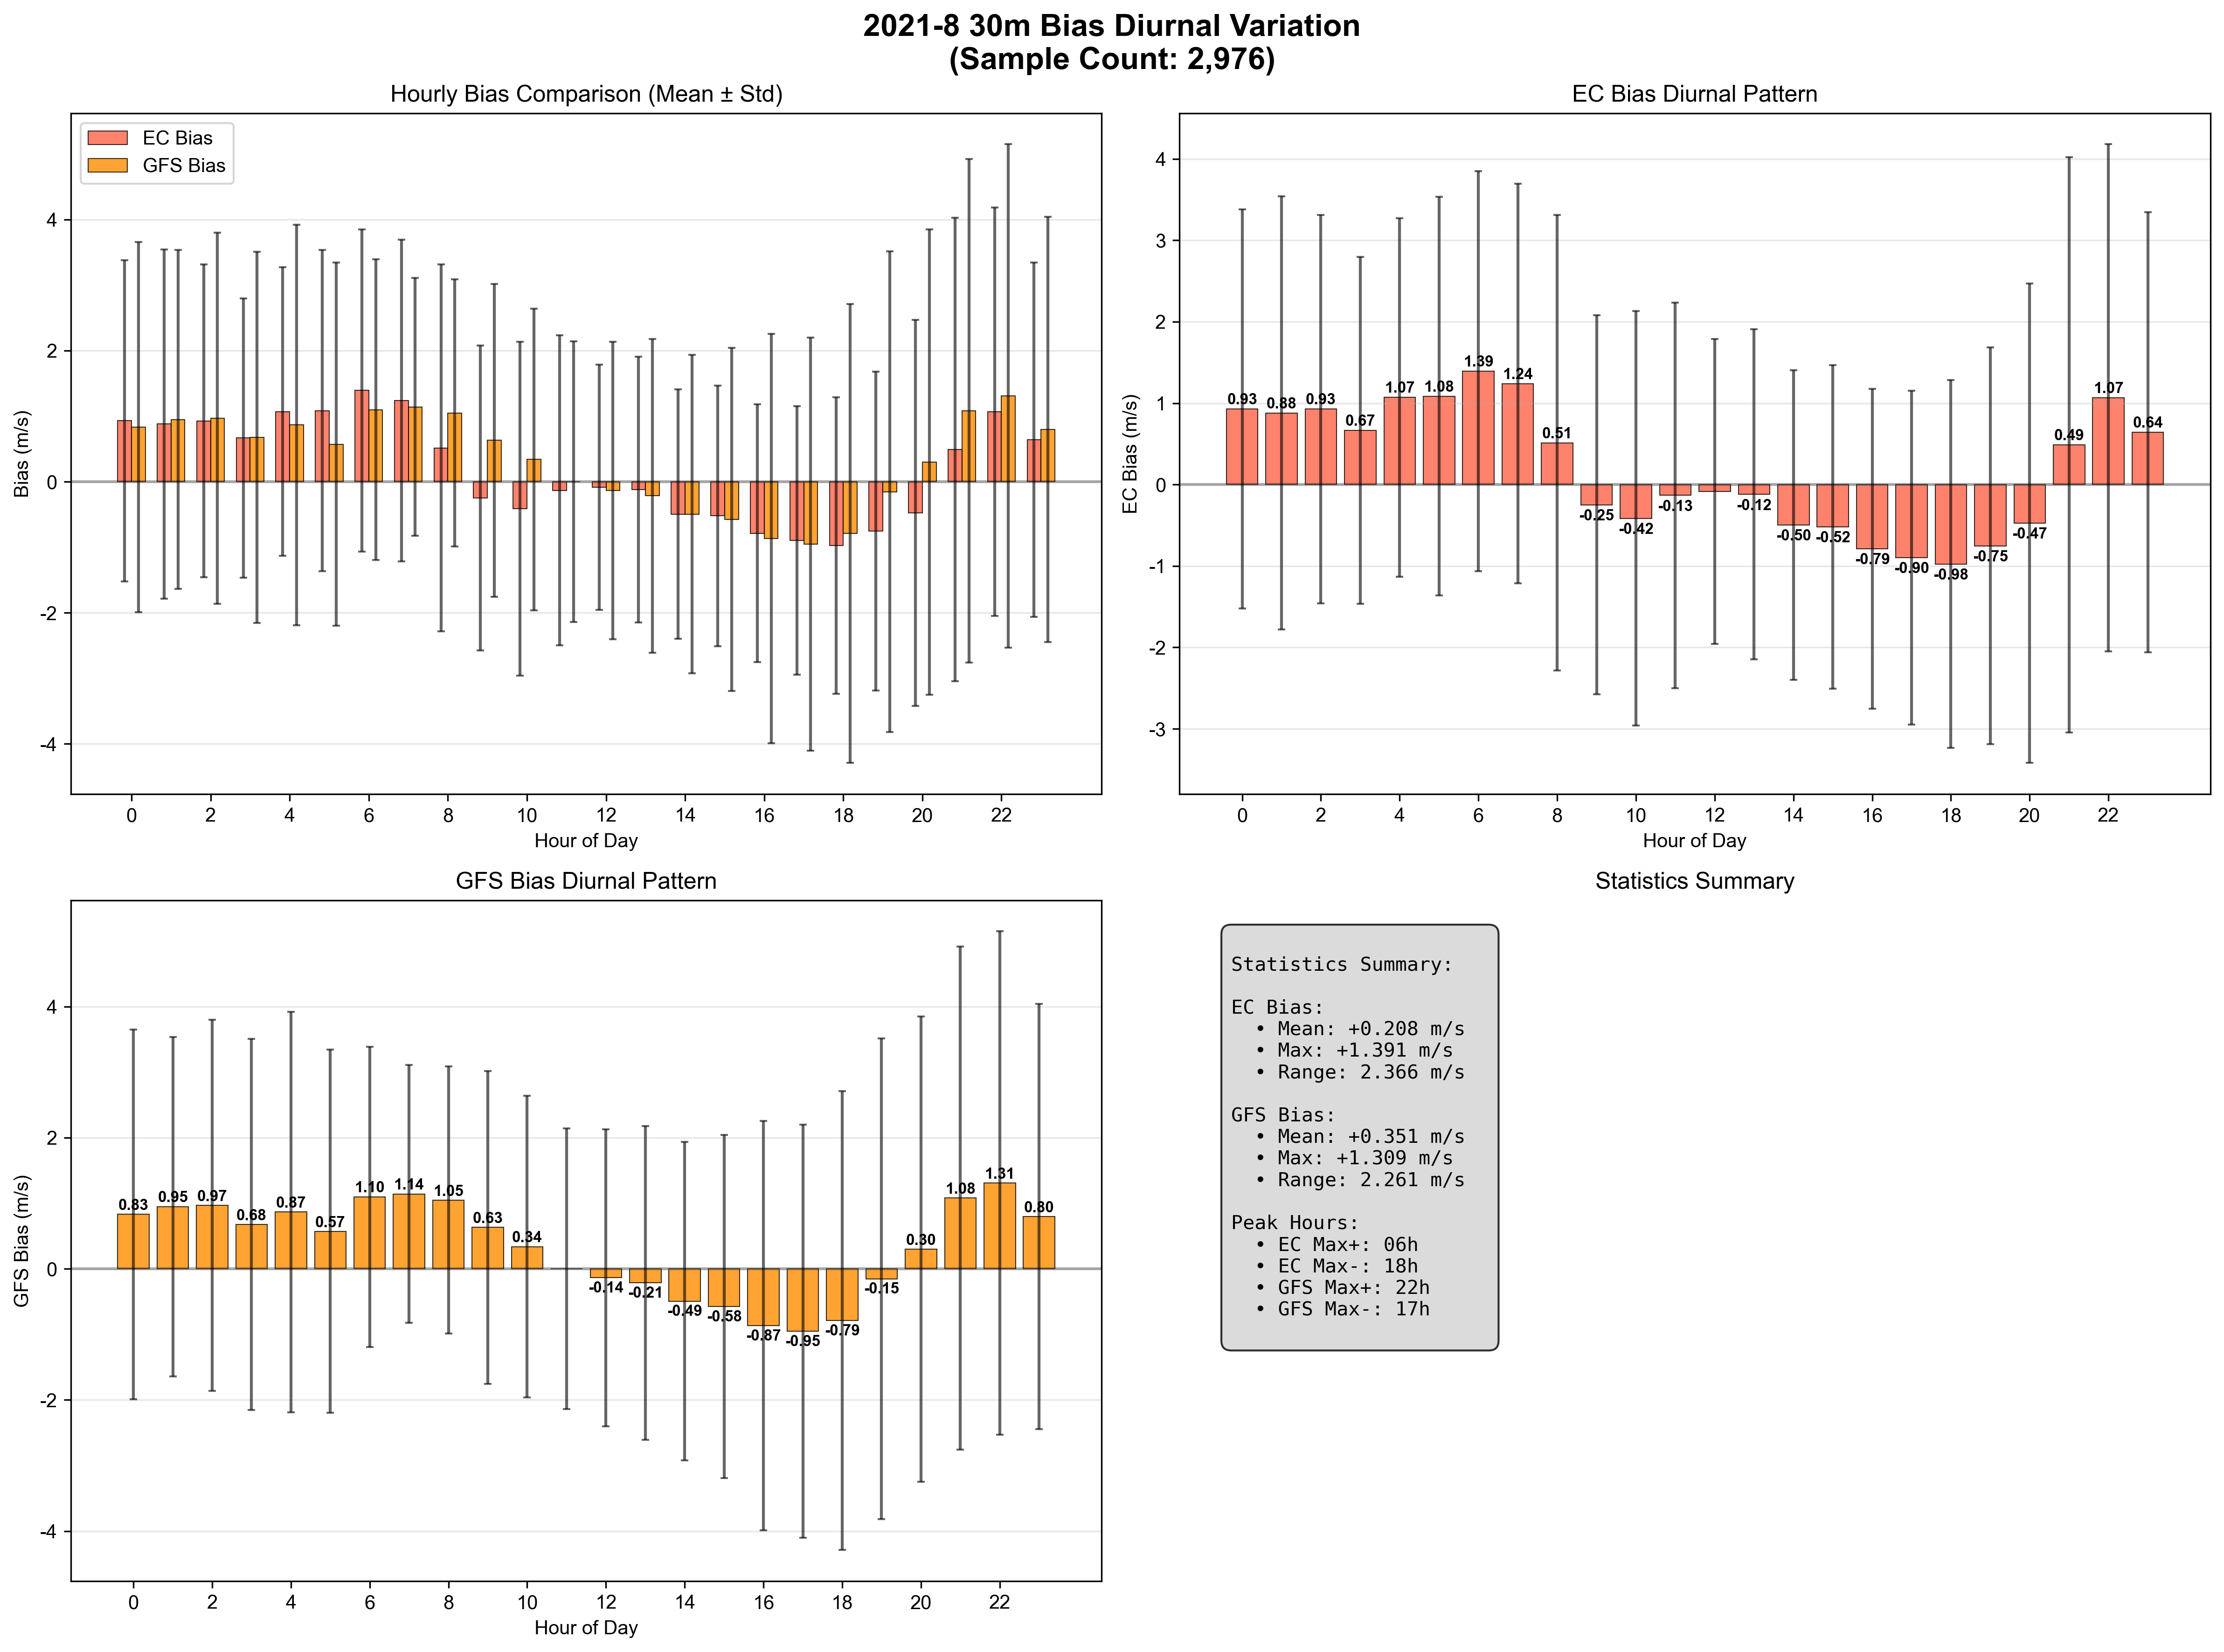 2021-8 30m Bias Diurnal Variation
(Sample Count: 2,976)
Hourly Bias Comparison (Mean ± Std)
EC Bias
GFS Bias
Bias (m/s)
4
2
0
-2
-4
0 2 4 6 8 10 12 14 16 18 20 22
Hour of Day
EC Bias Diurnal Pattern
EC Bias (m/s)
4
3
2
1
0
-1
-2
-3
0.93 0.88 0.93 0.67 1.07 1.08 1.39 1.24 0.51 -0.25 -0.42 -0.13 -0.12 -0.50 -0.52 -0.79 -0.90 -0.98 -0.75 -0.47 0.49 1.07 0.64
0 2 4 6 8 10 12 14 16 18 20 22
Hour of Day
GFS Bias Diurnal Pattern
GFS Bias (m/s)
4
2
0
-2
-4
0.83 0.95 0.97 0.68 0.87 0.57 1.10 1.14 1.05 0.63 0.34 -0.14 -0.21 -0.49 -0.58 -0.87 -0.95 -0.79 -0.15 0.30 1.08 1.31 0.80
0 2 4 6 8 10 12 14 16 18 20 22
Hour of Day
Statistics Summary
Statistics Summary:
EC Bias:
• Mean: +0.208 m/s
• Max: +1.391 m/s
• Range: 2.366 m/s
GFS Bias:
• Mean: +0.351 m/s
• Max: +1.309 m/s
• Range: 2.261 m/s
Peak Hours:
• EC Max+: 06h
• EC Max-: 18h
• GFS Max+: 22h
• GFS Max-: 17h